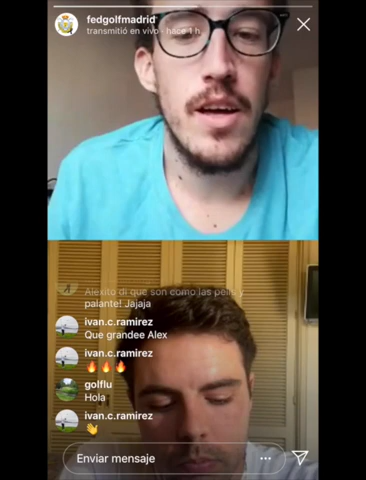 fedgolfmadrid
transmitió en vivo · hace 1 h
Alexito di que son como las pelis y
palante! Jajaja
ivan.c.ramirez
Que grandee Alex
ivan.c.ramirez
🔥🔥🔥
golflu
Hola
ivan.c.ramirez
👋
Enviar mensaje